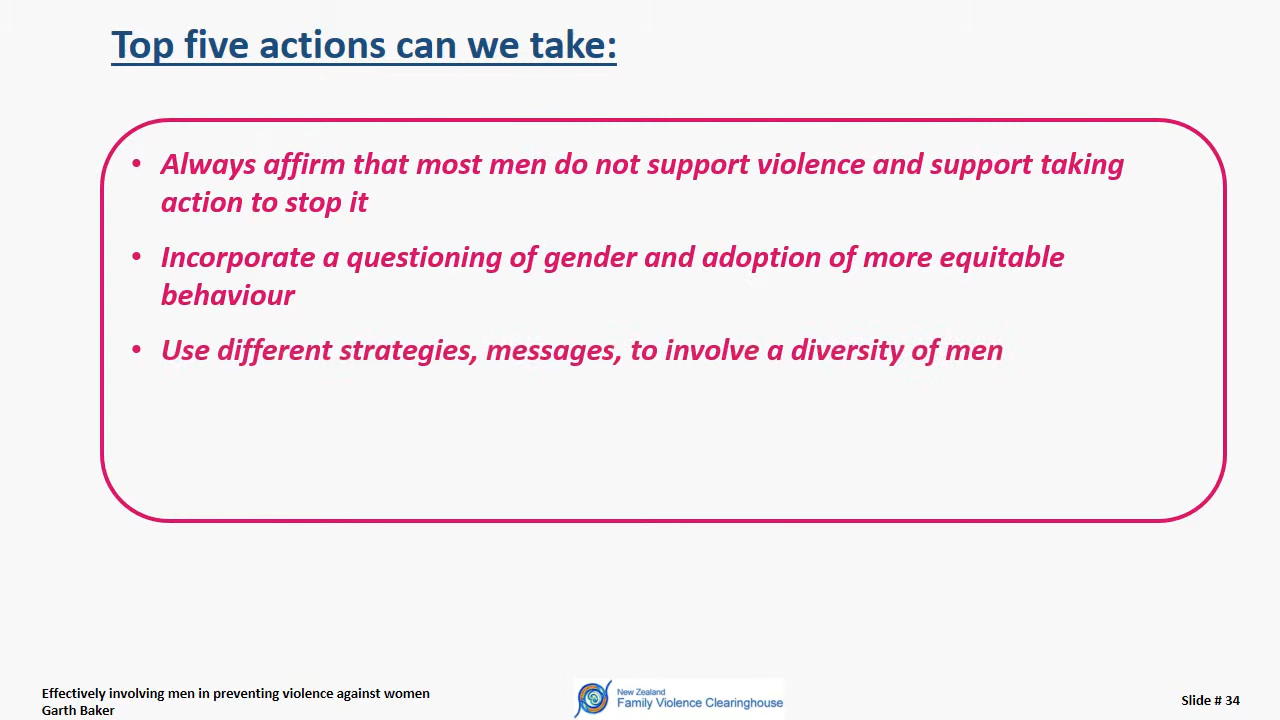 Top five actions can we take:
• Always affirm that most men do not support violence and support taking
action to stop it
• Incorporate a questioning of gender and adoption of more equitable
behaviour
• Use different strategies, messages, to involve a diversity of men
Effectively involving men in preventing violence against women
Garth Baker
New Zealand
Family Violence Clearinghouse
Slide # 34